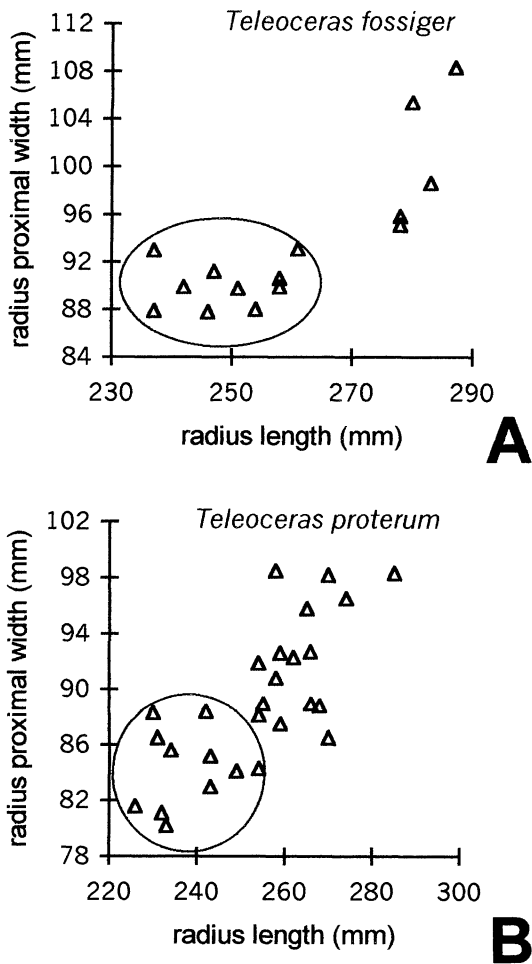 Teleoceras fossiger
112
108
104
100
96
92
88
84
radius proximal width (mm)
230 250 270 290
radius length (mm)
A
Teleoceras proterum
102
98
94
90
86
82
78
radius proximal width (mm)
220 240 260 280 300
radius length (mm)
B